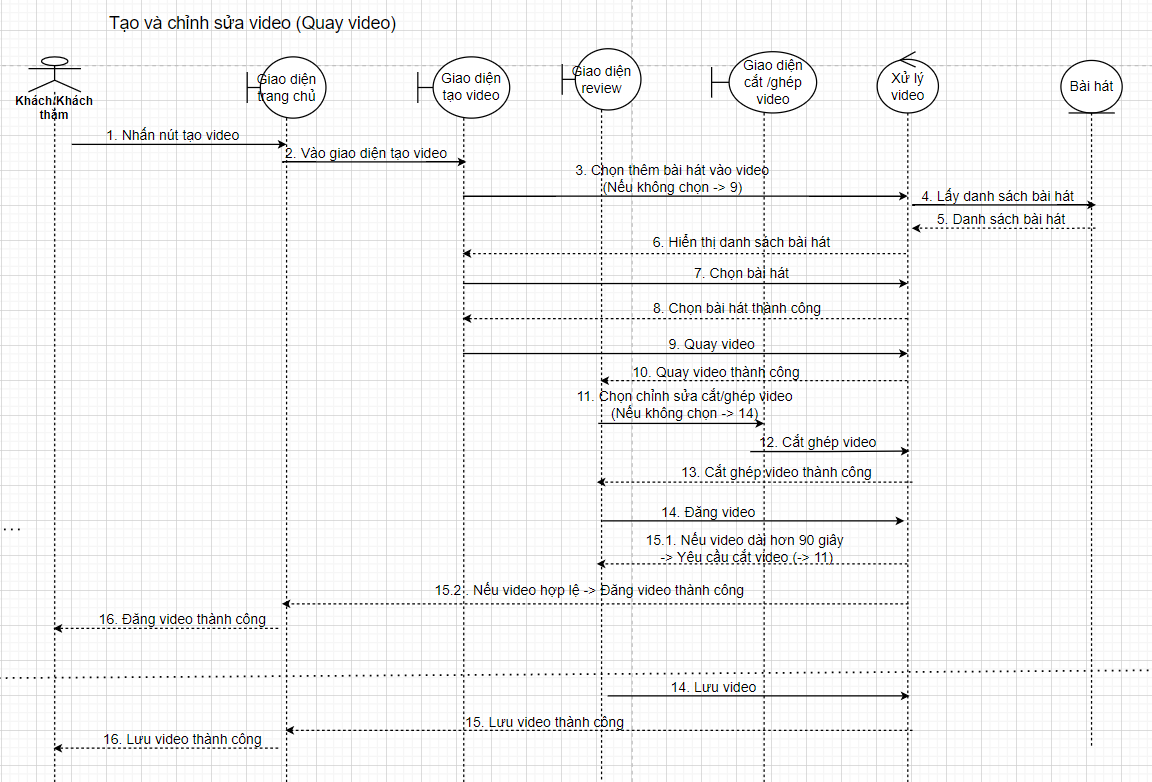 Tạo và chỉnh sửa video (Quay video)
Khách/Khách
thăm
Giao diện
trang chủ
Giao diện
tạo video
Giao diện
review
Giao diện
cắt /ghép
video
Xử lý
video
Bài hát
1. Nhấn nút tạo video
2. Vào giao diện tạo video
3. Chọn thêm bài hát vào video
(Nếu không chọn -> 9)
4. Lấy danh sách bài hát
5. Danh sách bài hát
6. Hiển thị danh sách bài hát
7. Chọn bài hát
8. Chọn bài hát thành công
9. Quay video
10. Quay video thành công
11. Chọn chỉnh sửa cắt/ghép video
(Nếu không chọn -> 14)
12. Cắt ghép video
13. Cắt ghép video thành công
14. Đăng video
15.1. Nếu video dài hơn 90 giây
-> Yêu cầu cắt video (-> 11)
15.2 . Nếu video hợp lệ -> Đăng video thành công
16. Đăng video thành công
14. Lưu video
15. Lưu video thành công
16. Lưu video thành công